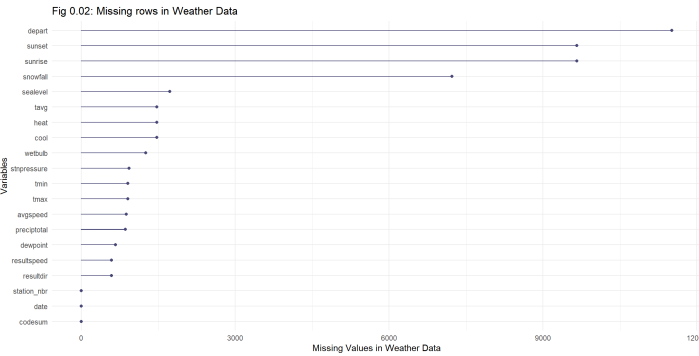 Fig 0.02: Missing rows in Weather Data
Variables
depart
sunset
sunrise
snowfall
sealevel
tavg
heat
cool
wetbulb
stnpressure
tmin
tmax
avgspeed
preciptotal
dewpoint
resultspeed
resultdir
station_nbr
date
codesum
0 3000 6000 9000 120
Missing Values in Weather Data